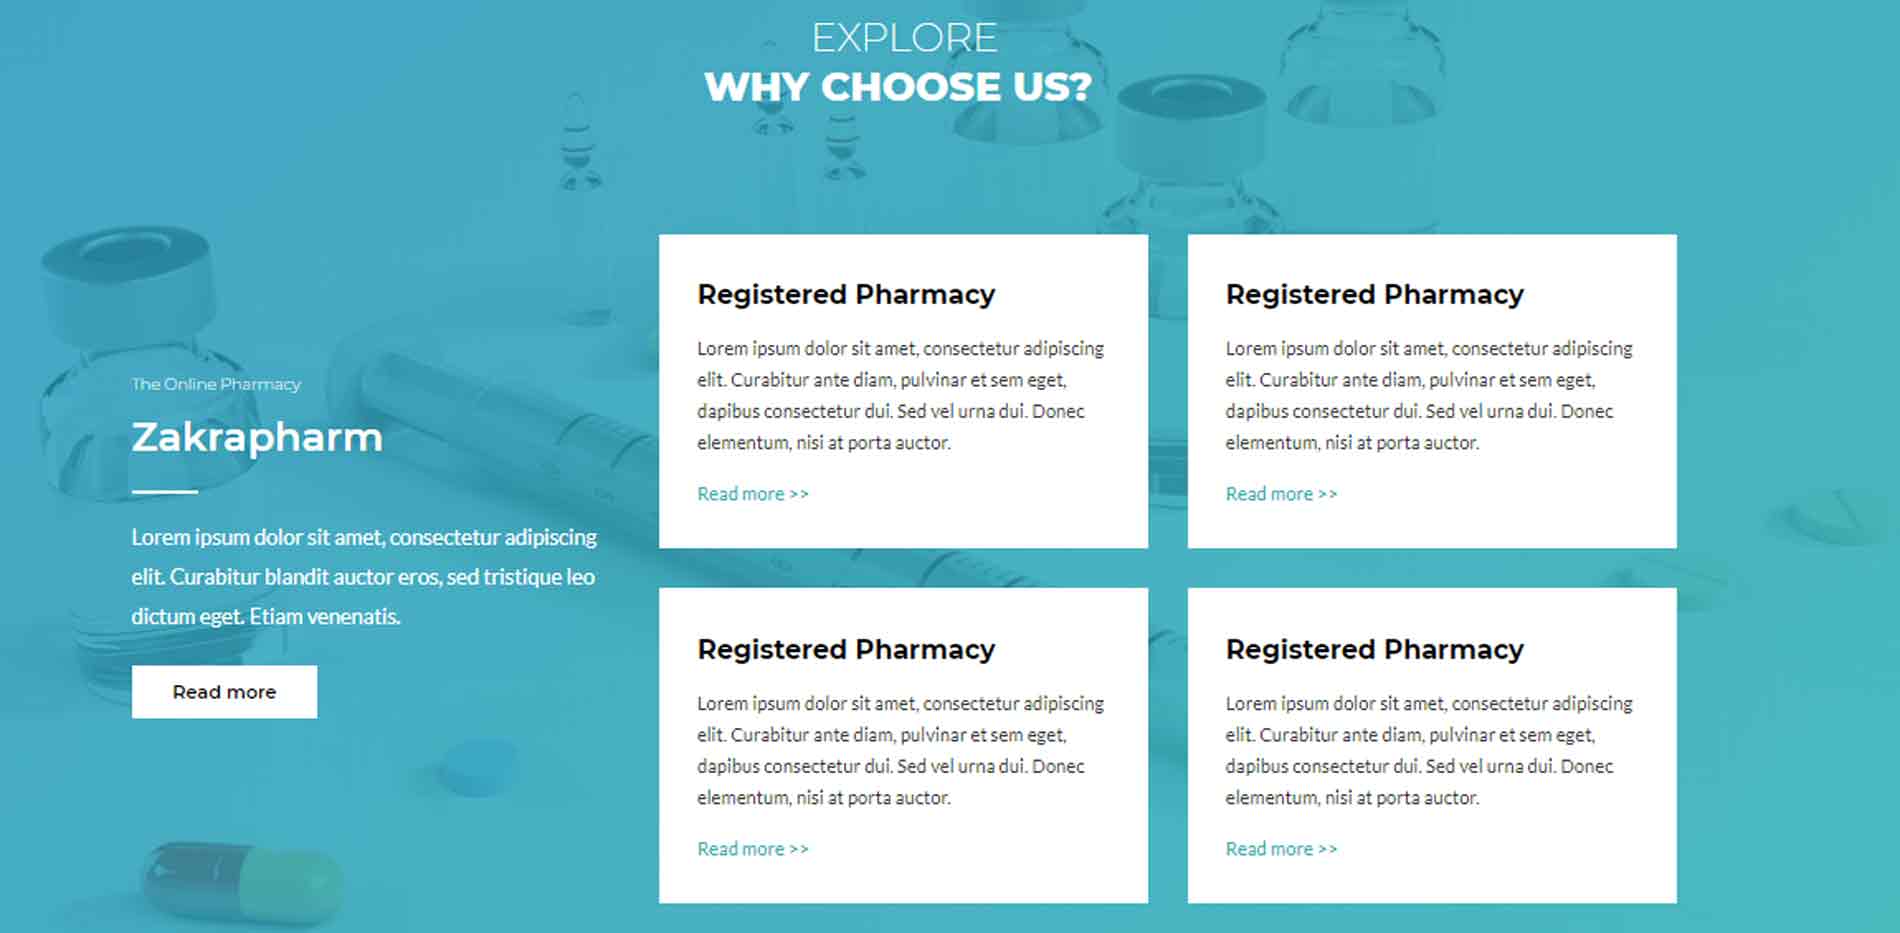 EXPLORE
WHY CHOOSE US?
The Online Pharmacy
Zakrapharm
Lorem ipsum dolor sit amet, consectetur adipiscing
elit. Curabitur blandit auctor eros, sed tristique leo
dictum eget. Etiam venenatis.
Read more
Registered Pharmacy
Lorem ipsum dolor sit amet, consectetur adipiscing
elit. Curabitur ante diam, pulvinar et sem eget,
dapibus consectetur dui. Sed vel urna dui. Donec
elementum, nisi at porta auctor.
Read more >>
Registered Pharmacy
Lorem ipsum dolor sit amet, consectetur adipiscing
elit. Curabitur ante diam, pulvinar et sem eget,
dapibus consectetur dui. Sed vel urna dui. Donec
elementum, nisi at porta auctor.
Read more >>
Registered Pharmacy
Lorem ipsum dolor sit amet, consectetur adipiscing
elit. Curabitur ante diam, pulvinar et sem eget,
dapibus consectetur dui. Sed vel urna dui. Donec
elementum, nisi at porta auctor.
Read more >>
Registered Pharmacy
Lorem ipsum dolor sit amet, consectetur adipiscing
elit. Curabitur ante diam, pulvinar et sem eget,
dapibus consectetur dui. Sed vel urna dui. Donec
elementum, nisi at porta auctor.
Read more >>